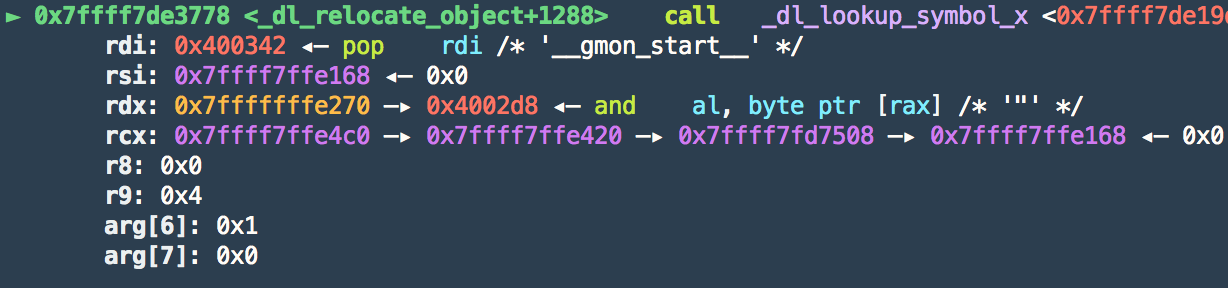 ► 0x7ffff7de3778 <_dl_relocate_object+1288> call _dl_lookup_symbol_x <0x7ffff7de19
rdi: 0x400342 ◂— pop rdi /* '__gmon_start__' */
rsi: 0x7ffff7ffe168 ◂— 0x0
rdx: 0x7fffffffe270 —▸ 0x4002d8 ◂— and al, byte ptr [rax] /* '"' */
rcx: 0x7ffff7ffe4c0 —▸ 0x7ffff7ffe420 —▸ 0x7ffff7fd7508 —▸ 0x7ffff7ffe168 ◂— 0x0
r8: 0x0
r9: 0x4
arg[6]: 0x1
arg[7]: 0x0